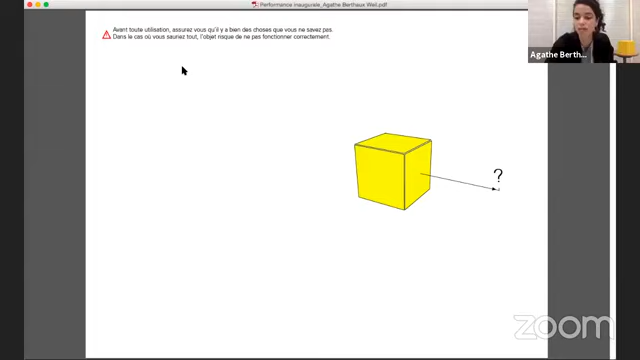 Performance inaugurale_Agathe Berthaux Weil.pdf
Avant toute utilisation, assurez vous qu'il y a bien des choses que vous ne savez pas.
Dans le cas où vous sauriez tout, l'objet risque de ne pas fonctionner correctement.
?
Agathe Berth...
zoom